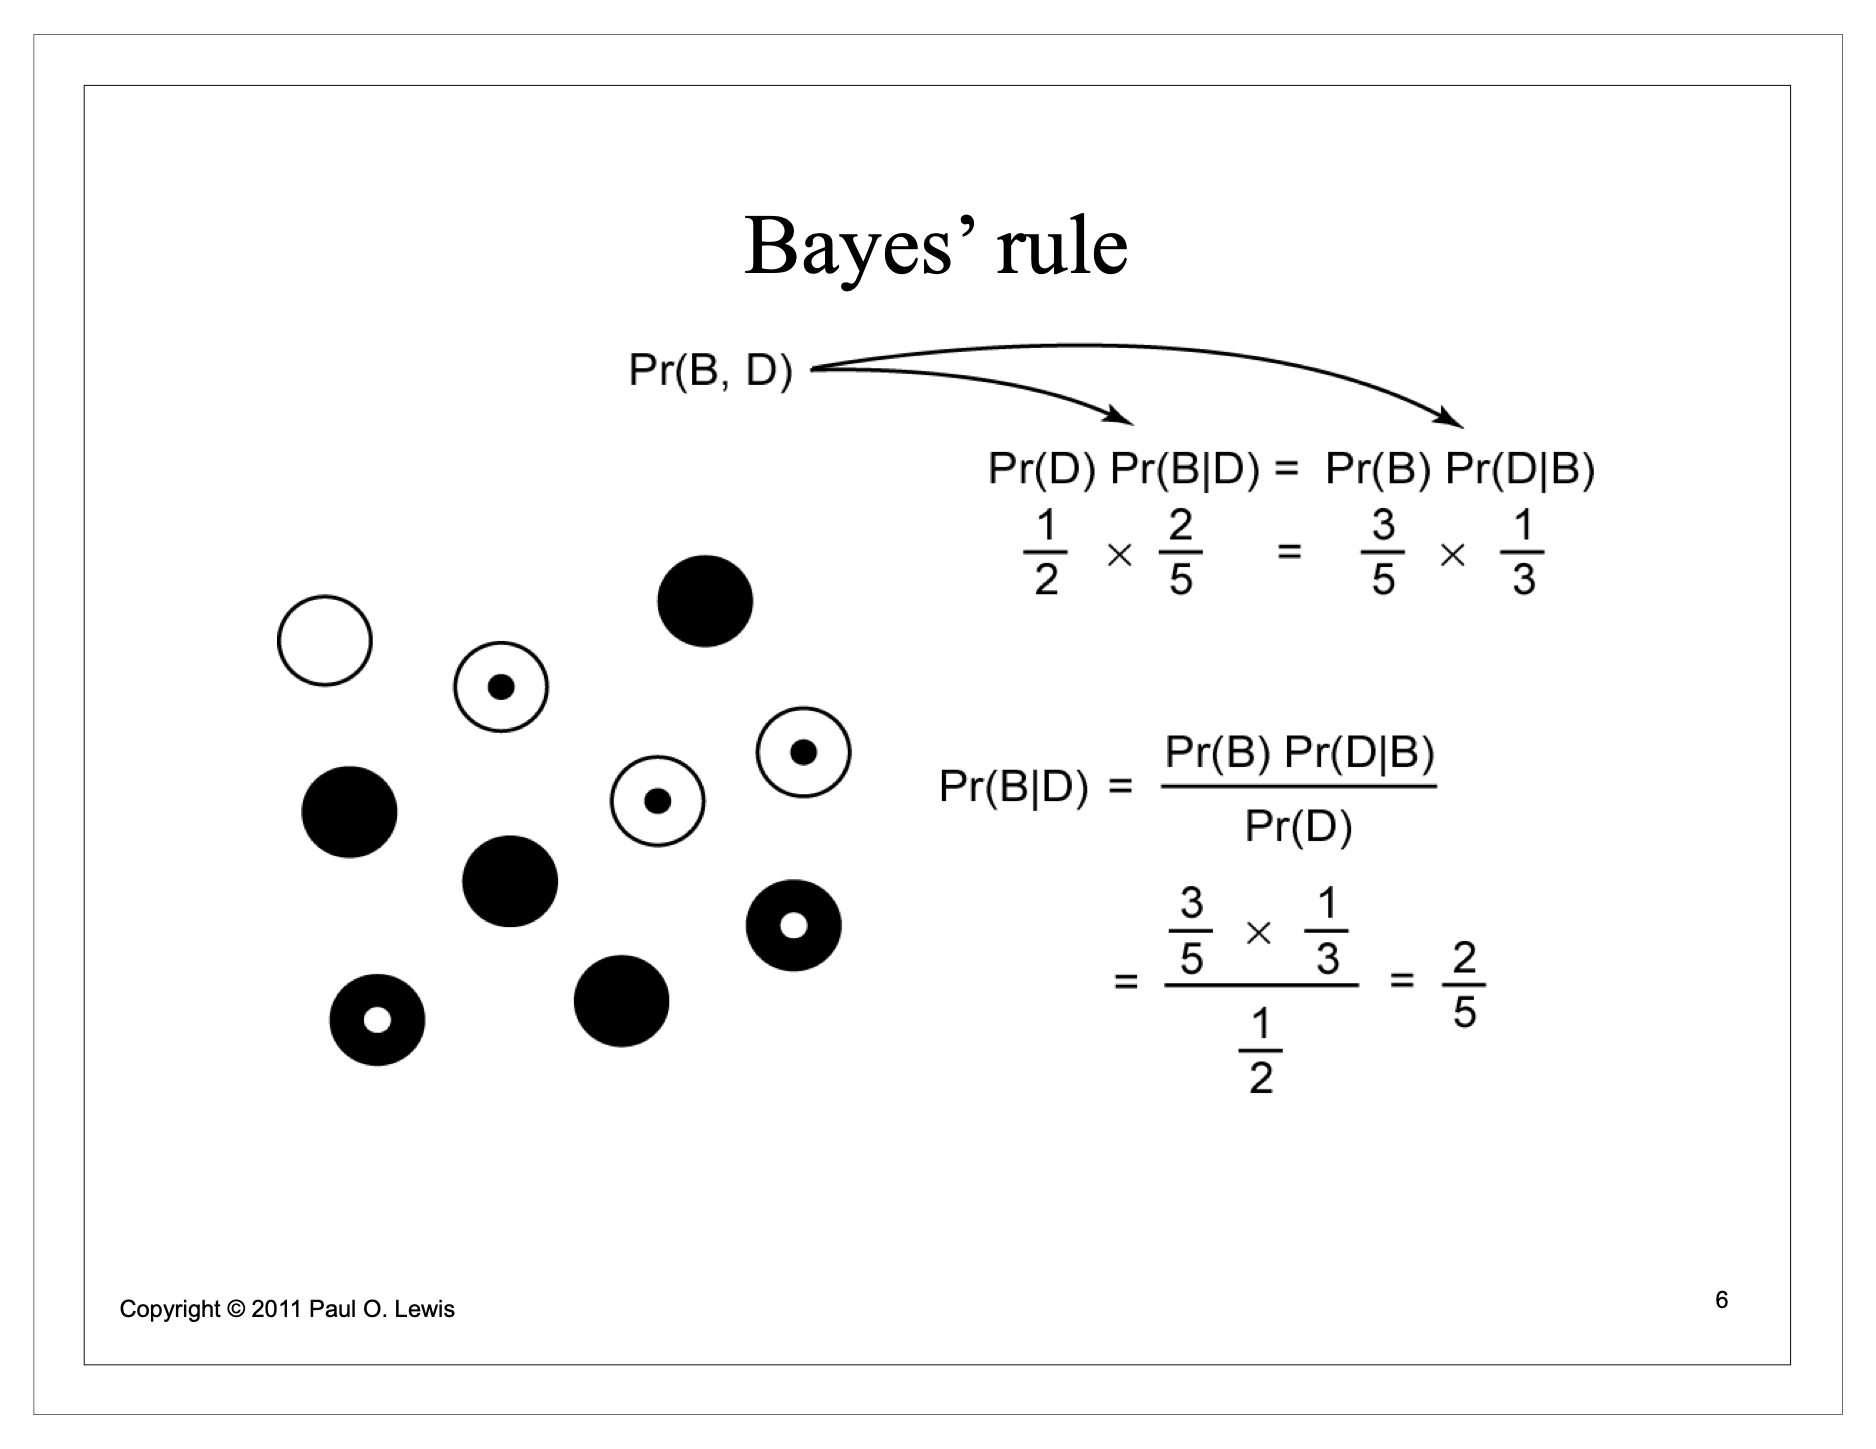 Bayes’ rule
Pr(B, D)
Pr(D) Pr(B|D) = Pr(B) Pr(D|B)
1/2 × 2/5 = 3/5 × 1/3
Pr(B|D) = Pr(B) Pr(D|B) / Pr(D)
= 3/5 × 1/3 / 1/2 = 2/5
Copyright © 2011 Paul O. Lewis
6